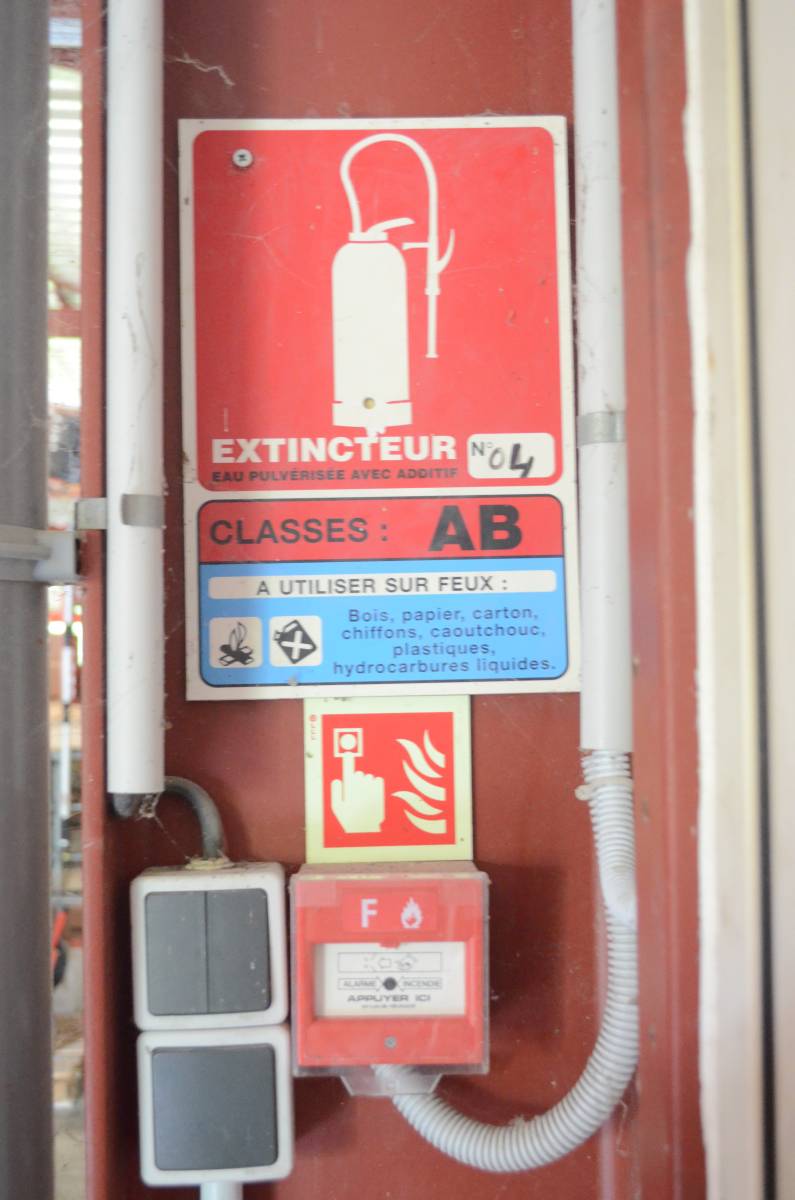 EXTINCTEUR
N° 04
EAU PULVÉRISÉE AVEC ADDITIF
CLASSES : AB
A UTILISER SUR FEUX :
Bois, papier, carton,
chiffons, caoutchouc,
plastiques,
hydrocarbures liquides.
F
ALARME INCENDIE
APPUYER ICI